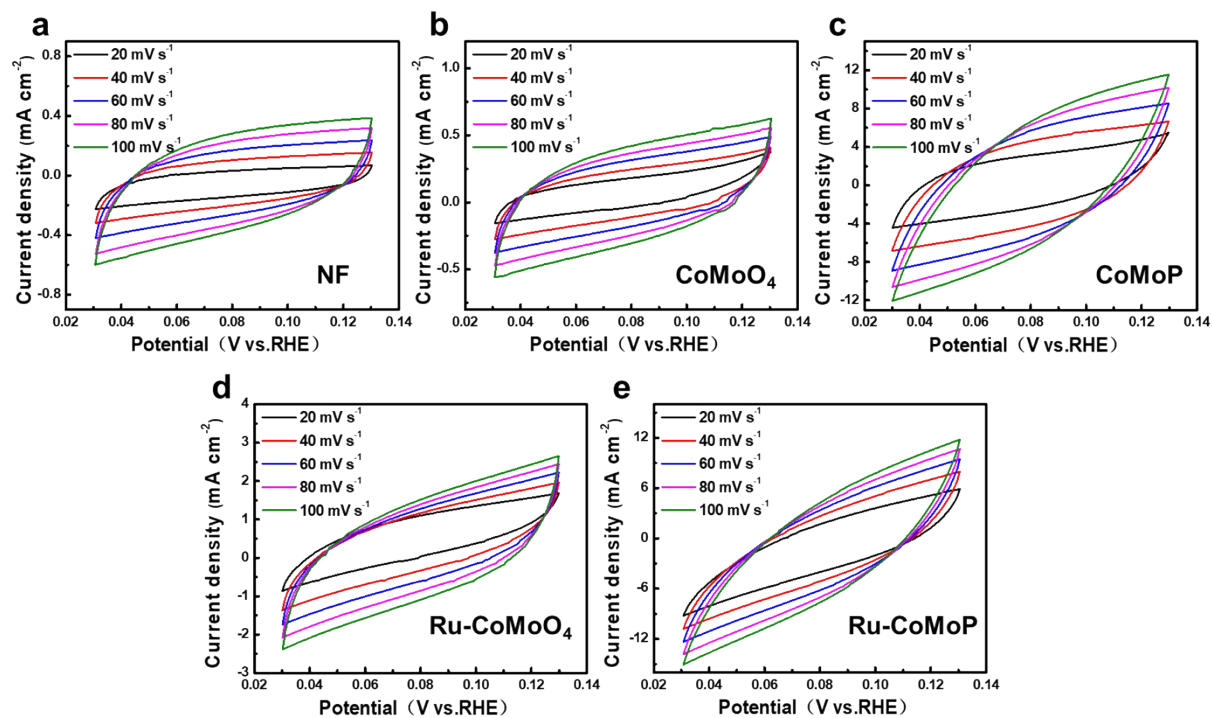 a
20 mV s-1
40 mV s-1
60 mV s-1
80 mV s-1
100 mV s-1
0.8
0.4
0.0
-0.4
-0.8
Current density (mA cm-2)
NF
0.02 0.04 0.06 0.08 0.10 0.12 0.14
Potential（V vs.RHE）
b
20 mV s-1
40 mV s-1
60 mV s-1
80 mV s-1
100 mV s-1
1.0
0.5
0.0
-0.5
Current density (mA cm-2)
CoMoO4
0.02 0.04 0.06 0.08 0.10 0.12 0.14
Potential（V vs.RHE）
c
20 mV s-1
40 mV s-1
60 mV s-1
80 mV s-1
100 mV s-1
12
8
4
0
-4
-8
-12
Current density (mA cm-2)
CoMoP
0.02 0.04 0.06 0.08 0.10 0.12 0.14
Potential（V vs.RHE）
d
20 mV s-1
40 mV s-1
60 mV s-1
80 mV s-1
100 mV s-1
4
3
2
1
0
-1
-2
-3
Current density (mA cm-2)
Ru-CoMoO4
0.02 0.04 0.06 0.08 0.10 0.12 0.14
Potential（V vs.RHE）
e
20 mV s-1
40 mV s-1
60 mV s-1
80 mV s-1
100 mV s-1
12
6
0
-6
-12
Current density (mA cm-2)
Ru-CoMoP
0.02 0.04 0.06 0.08 0.10 0.12 0.14
Potential（V vs.RHE）